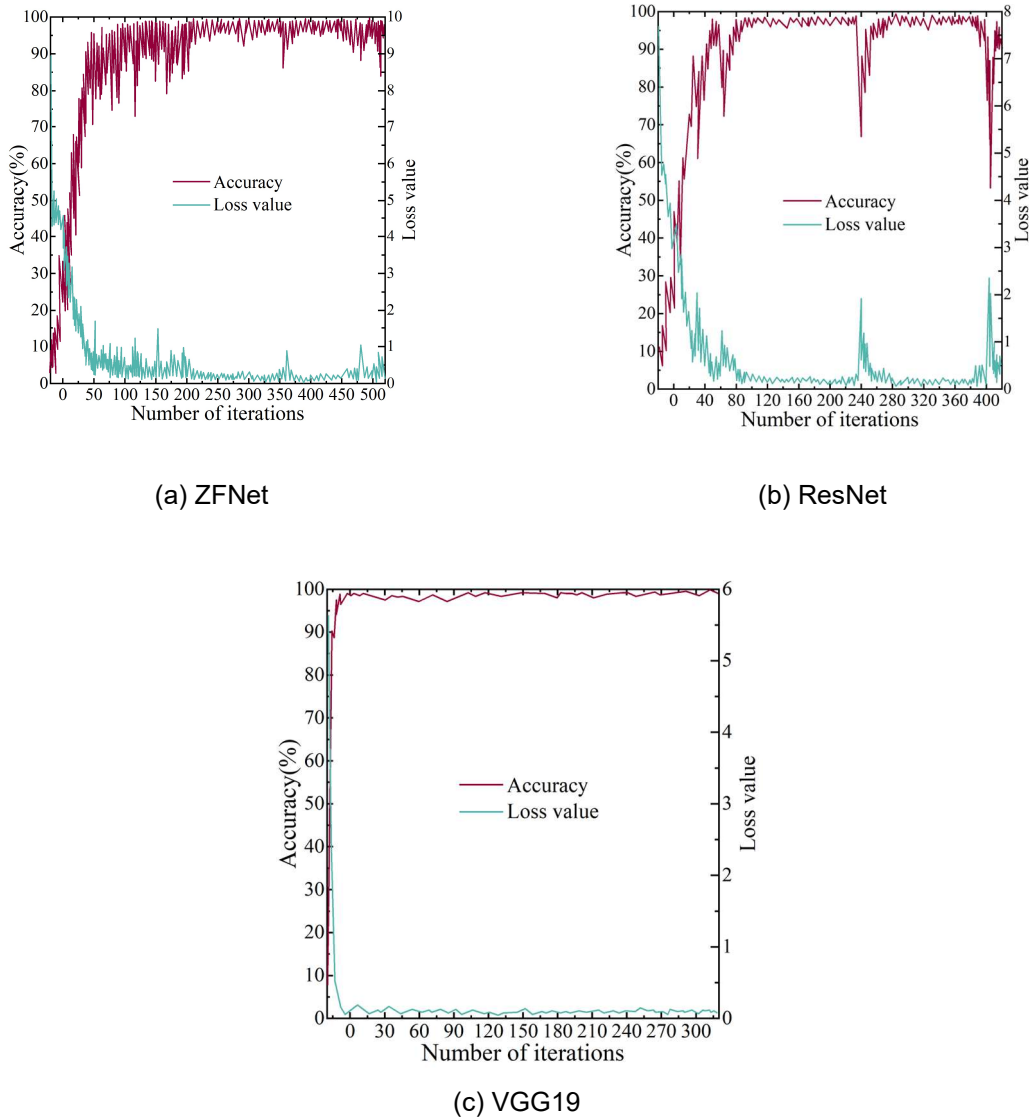 100
90
80
70
60
50
40
30
20
10
0
Accuracy(%)
10
9
8
7
6
5
4
3
2
1
0
Loss value
Accuracy
Loss value
0 50 100 150 200 250 300 350 400 450 500
Number of iterations
(a) ZFNet
100
90
80
70
60
50
40
30
20
10
0
Accuracy(%)
8
7
6
5
4
3
2
1
0
Loss value
Accuracy
Loss value
0 40 80 120 160 200 240 280 320 360 400
Number of iterations
(b) ResNet
100
90
80
70
60
50
40
30
20
10
0
Accuracy(%)
6
5
4
3
2
1
0
Loss value
Accuracy
Loss value
0 30 60 90 120 150 180 210 240 270 300
Number of iterations
(c) VGG19